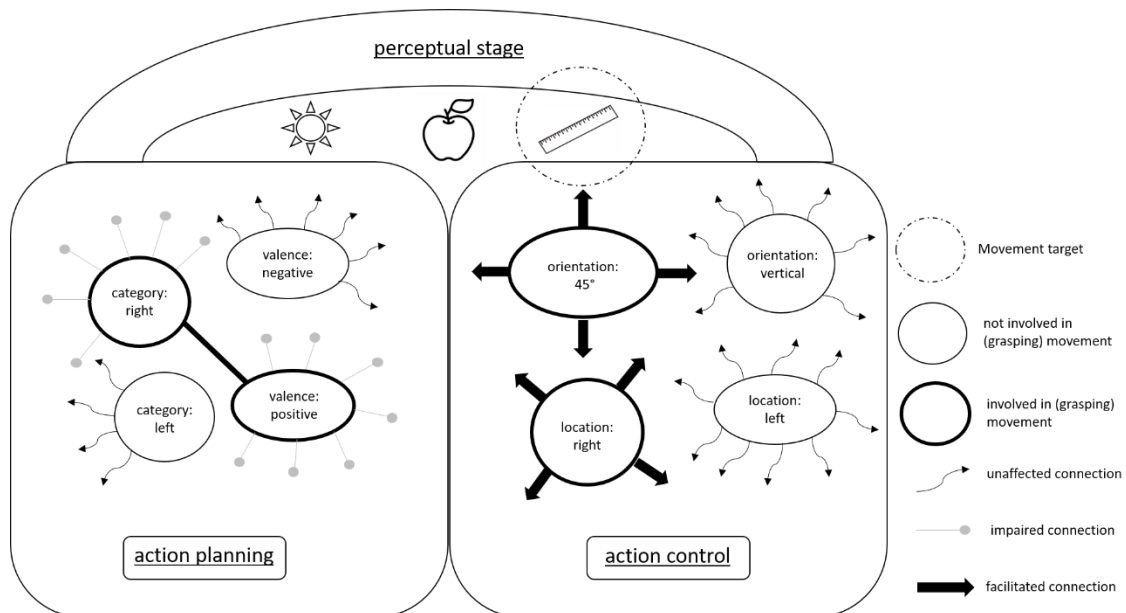 perceptual stage
valence:
negative
category:
right
category:
left
valence:
positive
action planning
orientation:
45°
orientation:
vertical
location:
right
location:
left
action control
Movement target
not involved in
(grasping) movement
involved in (grasping)
movement
unaffected connection
impaired connection
facilitated connection